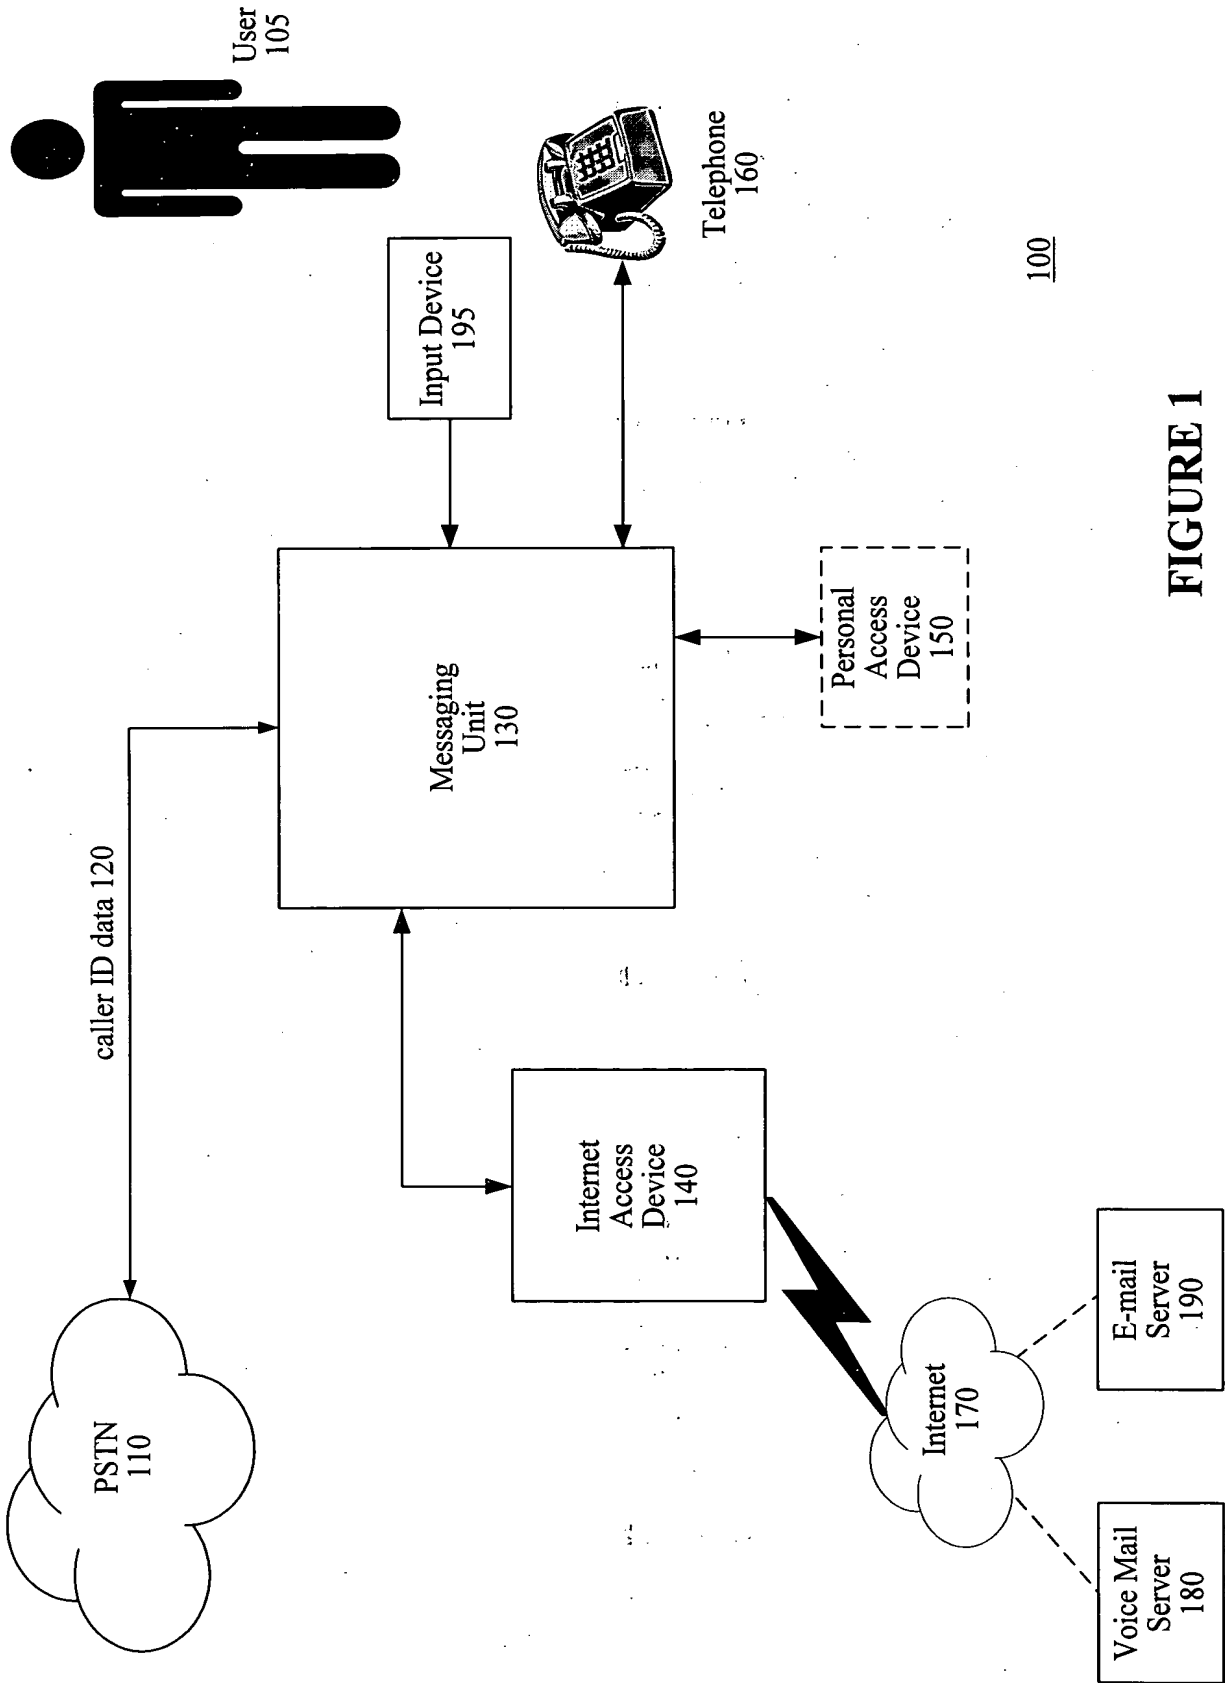 PSTN
110
caller ID data 120
User
105
Input Device
195
Messaging
Unit
130
Telephone
160
Internet
Access
Device
140
Personal
Access
Device
150
Internet
170
100
Voice Mail
Server
180
E-mail
Server
190
FIGURE 1